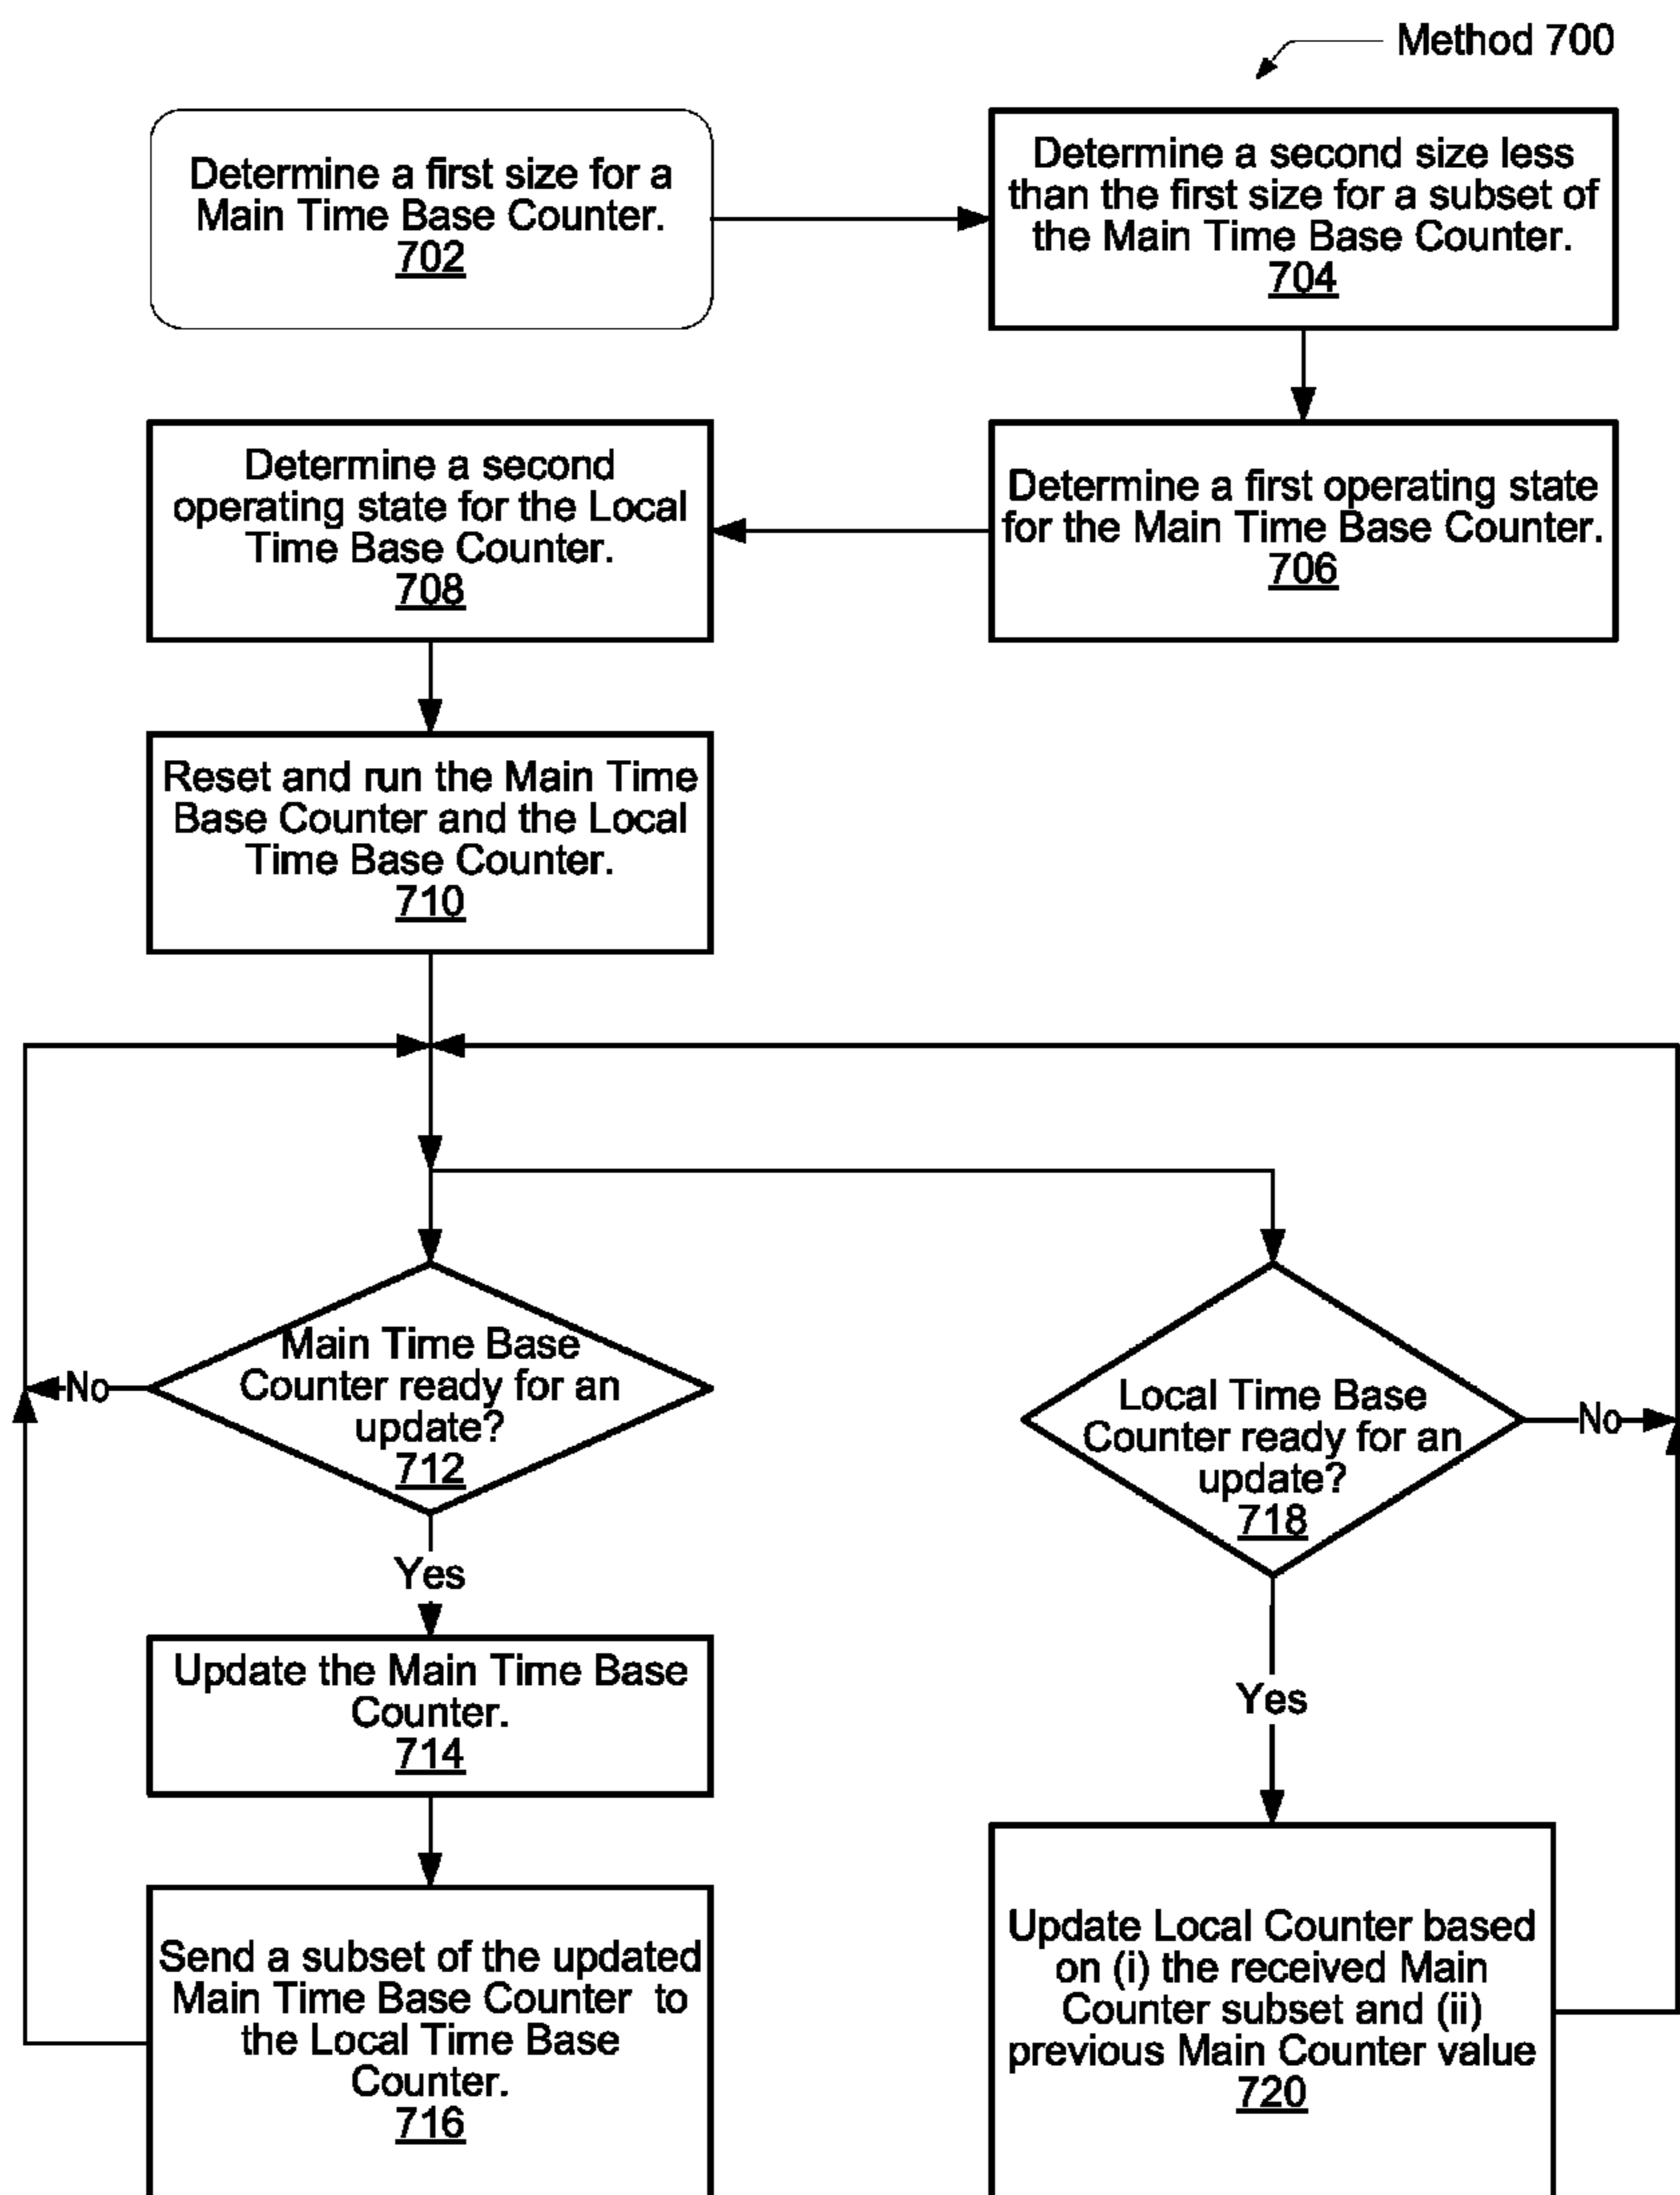 Method 700
Determine a first size for a
Main Time Base Counter.
702
Determine a second size less
than the first size for a subset of
the Main Time Base Counter.
704
Determine a first operating state
for the Main Time Base Counter.
706
Determine a second
operating state for the Local
Time Base Counter.
708
Reset and run the Main Time
Base Counter and the Local
Time Base Counter.
710
Main Time Base
Counter ready for an
update?
712
No
Yes
Update the Main Time Base
Counter.
714
Send a subset of the updated
Main Time Base Counter to
the Local Time Base
Counter.
716
Local Time Base
Counter ready for an
update?
718
No
Yes
Update Local Counter based
on (i) the received Main
Counter subset and (ii)
previous Main Counter value
720